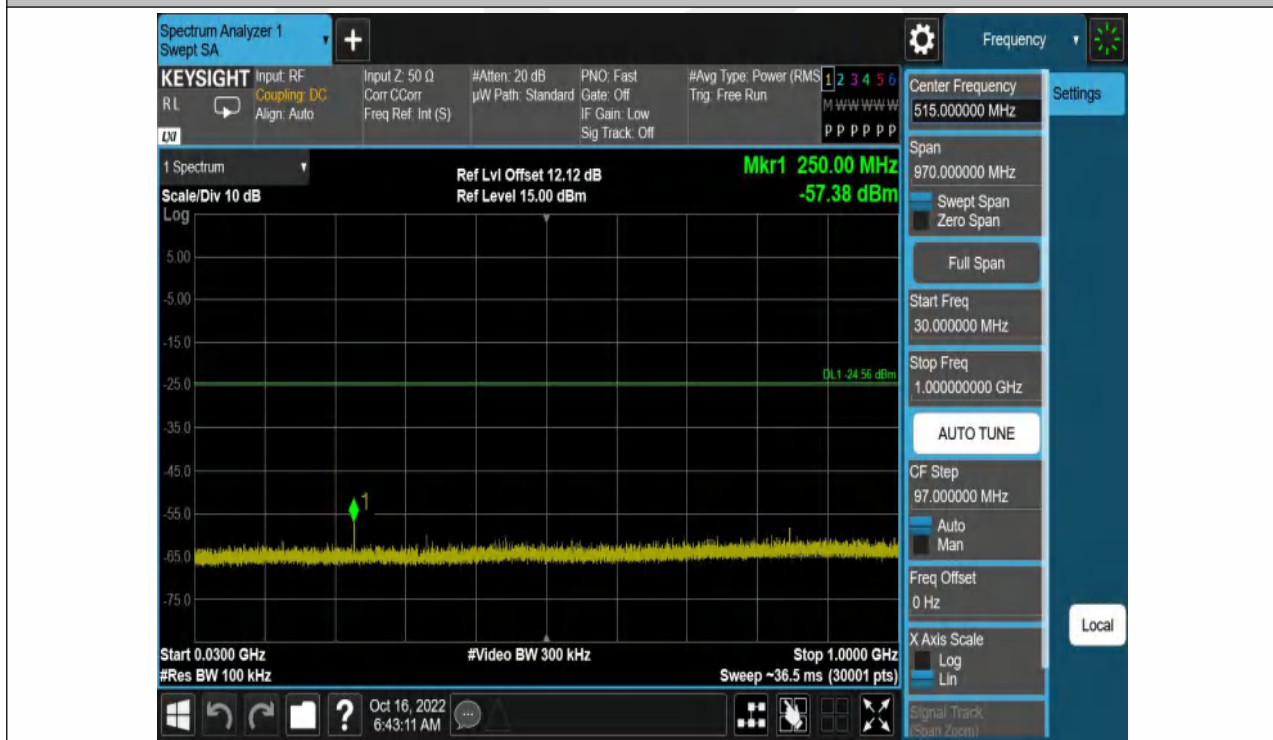 Spectrum Analyzer 1
Swept SA
Frequency
KEYSIGHT
RL
LXI
Input: RF
Coupling: DC
Align: Auto
Input Z: 50 Ω
Corr CCorr
Freq Ref: Int (S)
#Atten: 20 dB
µW Path: Standard
PNO: Fast
Gate: Off
IF Gain: Low
Sig Track: Off
#Avg Type: Power (RMS
Trig: Free Run
1 2 3 4 5 6
M W W W W W
P P P P P P
1 Spectrum
Scale/Div 10 dB
Log
Ref Lvl Offset 12.12 dB
Ref Level 15.00 dBm
Mkr1 250.00 MHz
-57.38 dBm
5.00
-5.00
-15.0
DL1 -24.56 dBm
-25.0
-35.0
-45.0
1
-55.0
-65.0
-75.0
Start 0.0300 GHz
#Res BW 100 kHz
#Video BW 300 kHz
Stop 1.0000 GHz
Sweep ~36.5 ms (30001 pts)
Center Frequency
515.000000 MHz
Settings
Span
970.000000 MHz
Swept Span
Zero Span
Full Span
Start Freq
30.000000 MHz
Stop Freq
1.000000000 GHz
AUTO TUNE
CF Step
97.000000 MHz
Auto
Man
Freq Offset
0 Hz
X Axis Scale
Log
Lin
Local
Signal Track
(Span Zoom)
?
Oct 16, 2022
6:43:11 AM